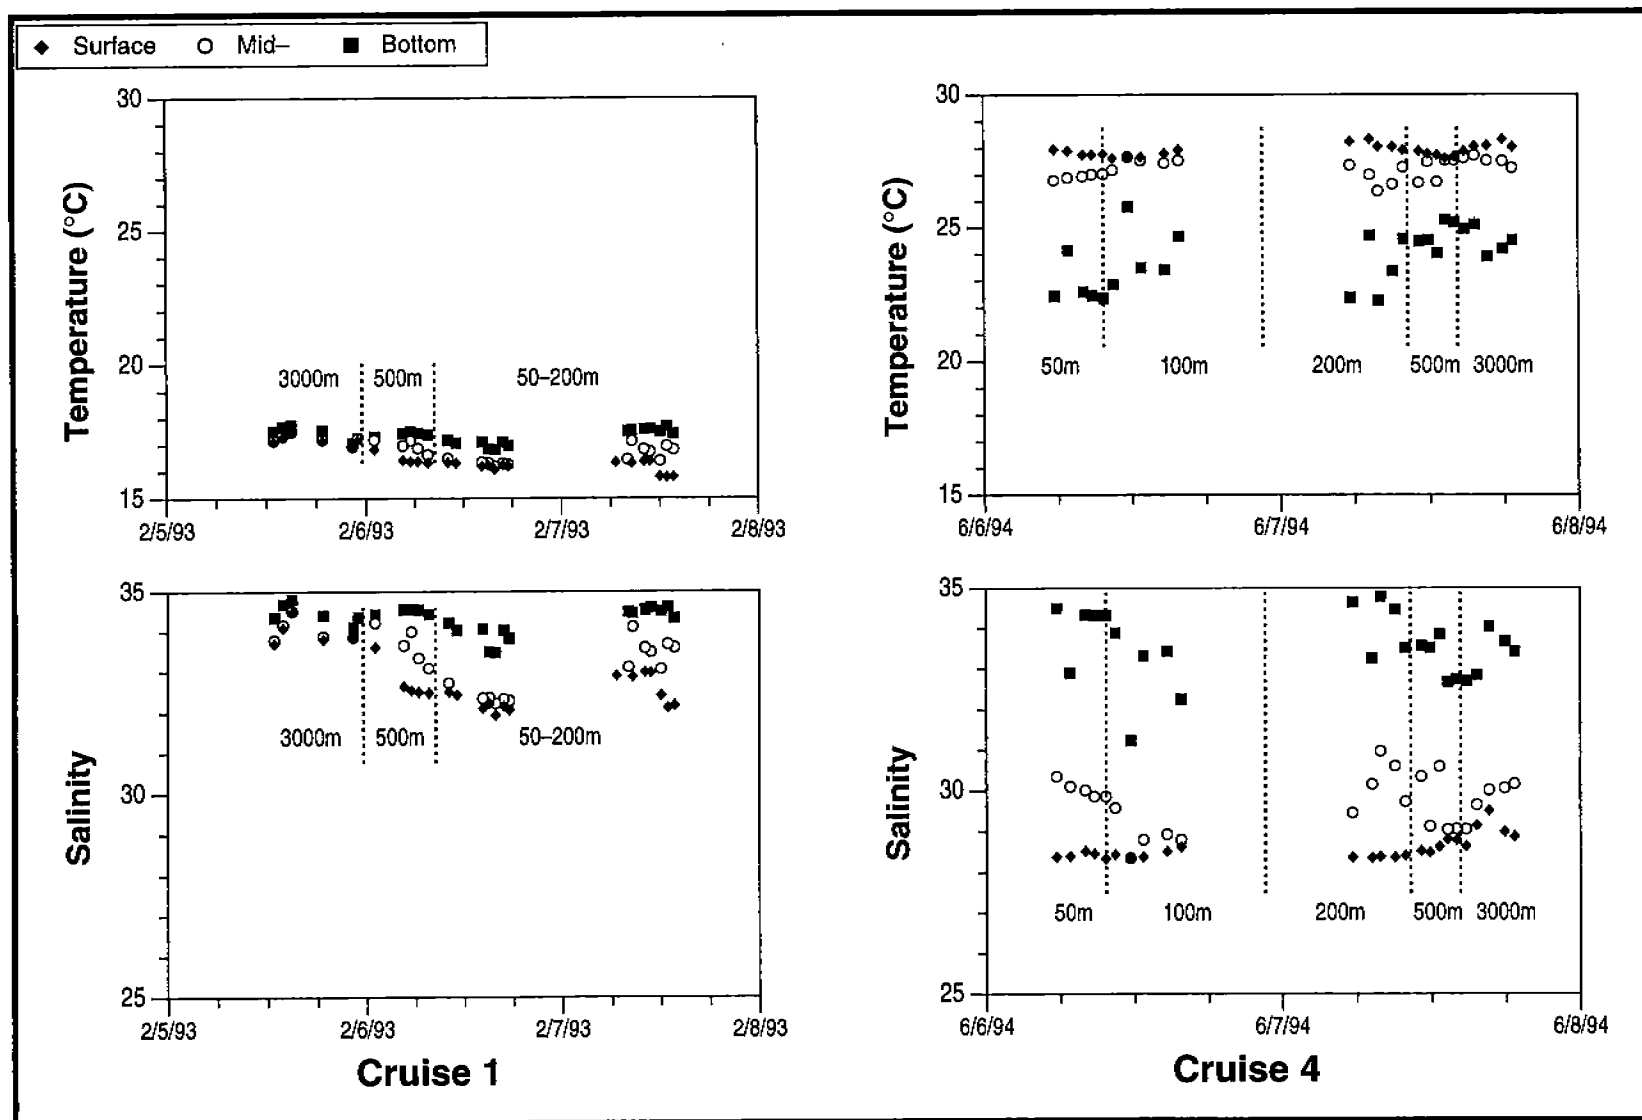 Surface Mid– Bottom
30
25
20
15
Temperature (°C)
3000m 500m 50–200m
2/5/93 2/6/93 2/7/93 2/8/93
30
25
20
15
Temperature (°C)
50m 100m 200m 500m 3000m
6/6/94 6/7/94 6/8/94
35
30
25
Salinity
3000m 500m 50–200m
2/5/93 2/6/93 2/7/93 2/8/93
Cruise 1
35
30
25
Salinity
50m 100m 200m 500m 3000m
6/6/94 6/7/94 6/8/94
Cruise 4